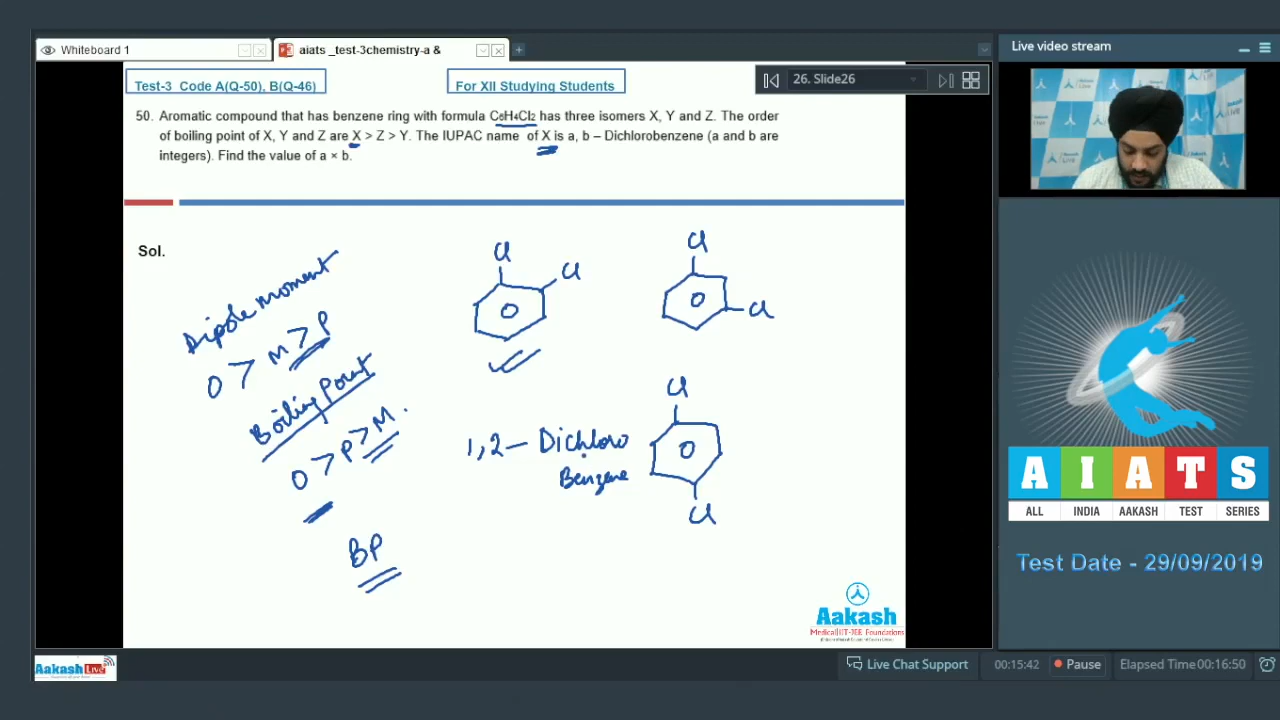 Whiteboard 1
aiats _test-3chemistry-a &
Live video stream
Test-3 Code A(Q-50), B(Q-46)
For XII Studying Students
26. Slide26
50. Aromatic compound that has benzene ring with formula C6H4Cl2 has three isomers X, Y and Z. The order
of boiling point of X, Y and Z are X > Z > Y. The IUPAC name of X is a, b – Dichlorobenzene (a and b are
integers). Find the value of a × b.
Sol.
Cl
Cl
Cl
Cl
Dipole moment
O > M > P
Boiling Point
O > P > M.
Cl
1,2 – Dichloro
Benzene
Cl
BP
AIATS
ALL INDIA AAKASH TEST SERIES
Test Date - 29/09/2019
Aakash
Medical|IIT-JEE|Foundations
Aakash Live
Live Chat Support
00:15:42
Pause
Elapsed Time 00:16:50